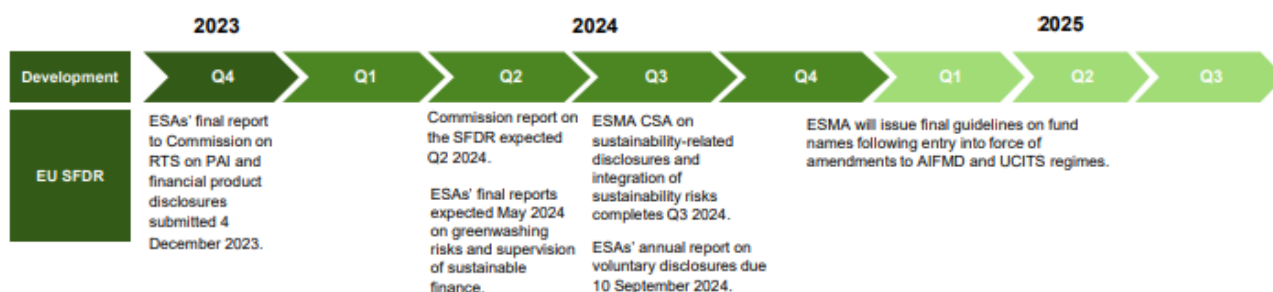 2023
2024
2025
Development
Q4
Q1
Q2
Q3
Q4
Q1
Q2
Q3
EU SFDR
ESAs' final report
to Commission on
RTS on PAI and
financial product
disclosures
submitted 4
December 2023.
Commission report on
the SFDR expected
Q2 2024.
ESAs' final reports
expected May 2024
on greenwashing
risks and supervision
of sustainable
finance.
ESMA CSA on
sustainability-related
disclosures and
integration of
sustainability risks
completes Q3 2024.
ESAs' annual report on
voluntary disclosures due
10 September 2024.
ESMA will issue final guidelines on fund
names following entry into force of
amendments to AIFMD and UCITS regimes.